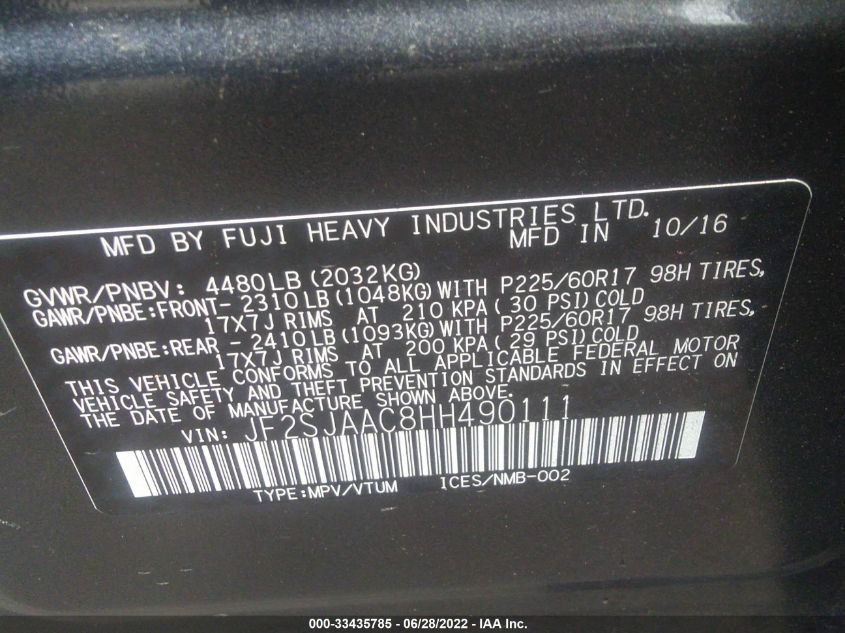 MFD BY FUJI HEAVY INDUSTRIES LTD.
MFD IN 10/16
GVWR/PNBV: 4480LB(2032KG)
GAWR/PNBE:FRONT- 2310LB(1048KG)WITH P225/60R17 98H TIRES,
17X7J RIMS AT 210 KPA(30 PSI)COLD
GAWR/PNBE:REAR - 2410LB(1093KG)WITH P225/60R17 98H TIRES,
17X7J RIMS AT 200 KPA(29 PSI)COLD
THIS VEHICLE CONFORMS TO ALL APPLICABLE FEDERAL MOTOR
VEHICLE SAFETY AND THEFT PREVENTION STANDARDS IN EFFECT ON
THE DATE OF MANUFACTURE SHOWN ABOVE.
VIN: JF2SJAAC8HH490111
TYPE:MPV/VTUM ICES/NMB-002
000-33435785 - 06/28/2022 - IAA Inc.